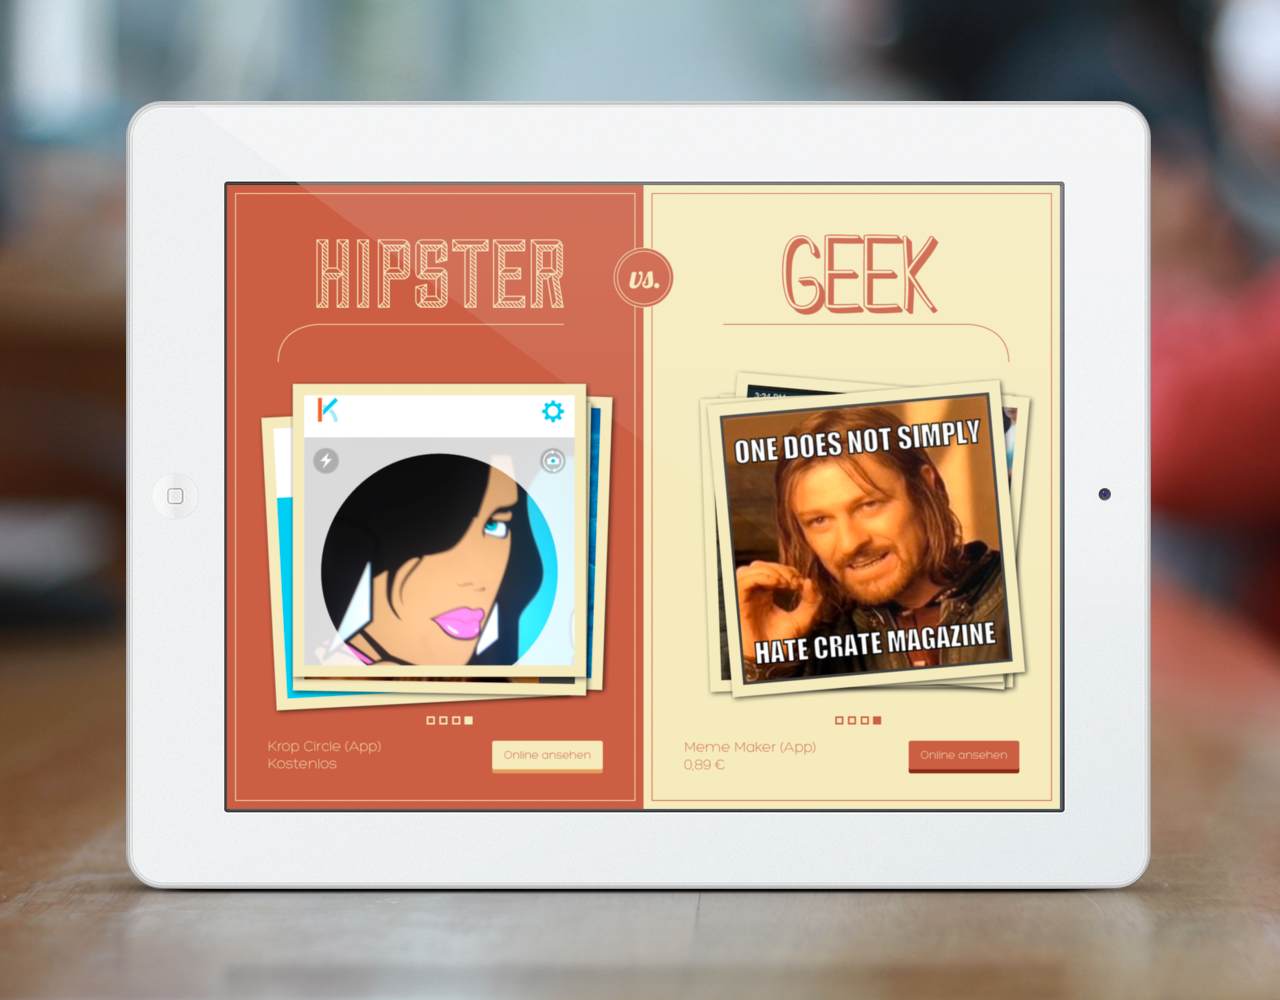 HIPSTER
vs.
GEEK
K
ONE DOES NOT SIMPLY
HATE CRATE MAGAZINE
Krop Circle (App)
Kostenlos
Online ansehen
Meme Maker (App)
0,89 €
Online ansehen